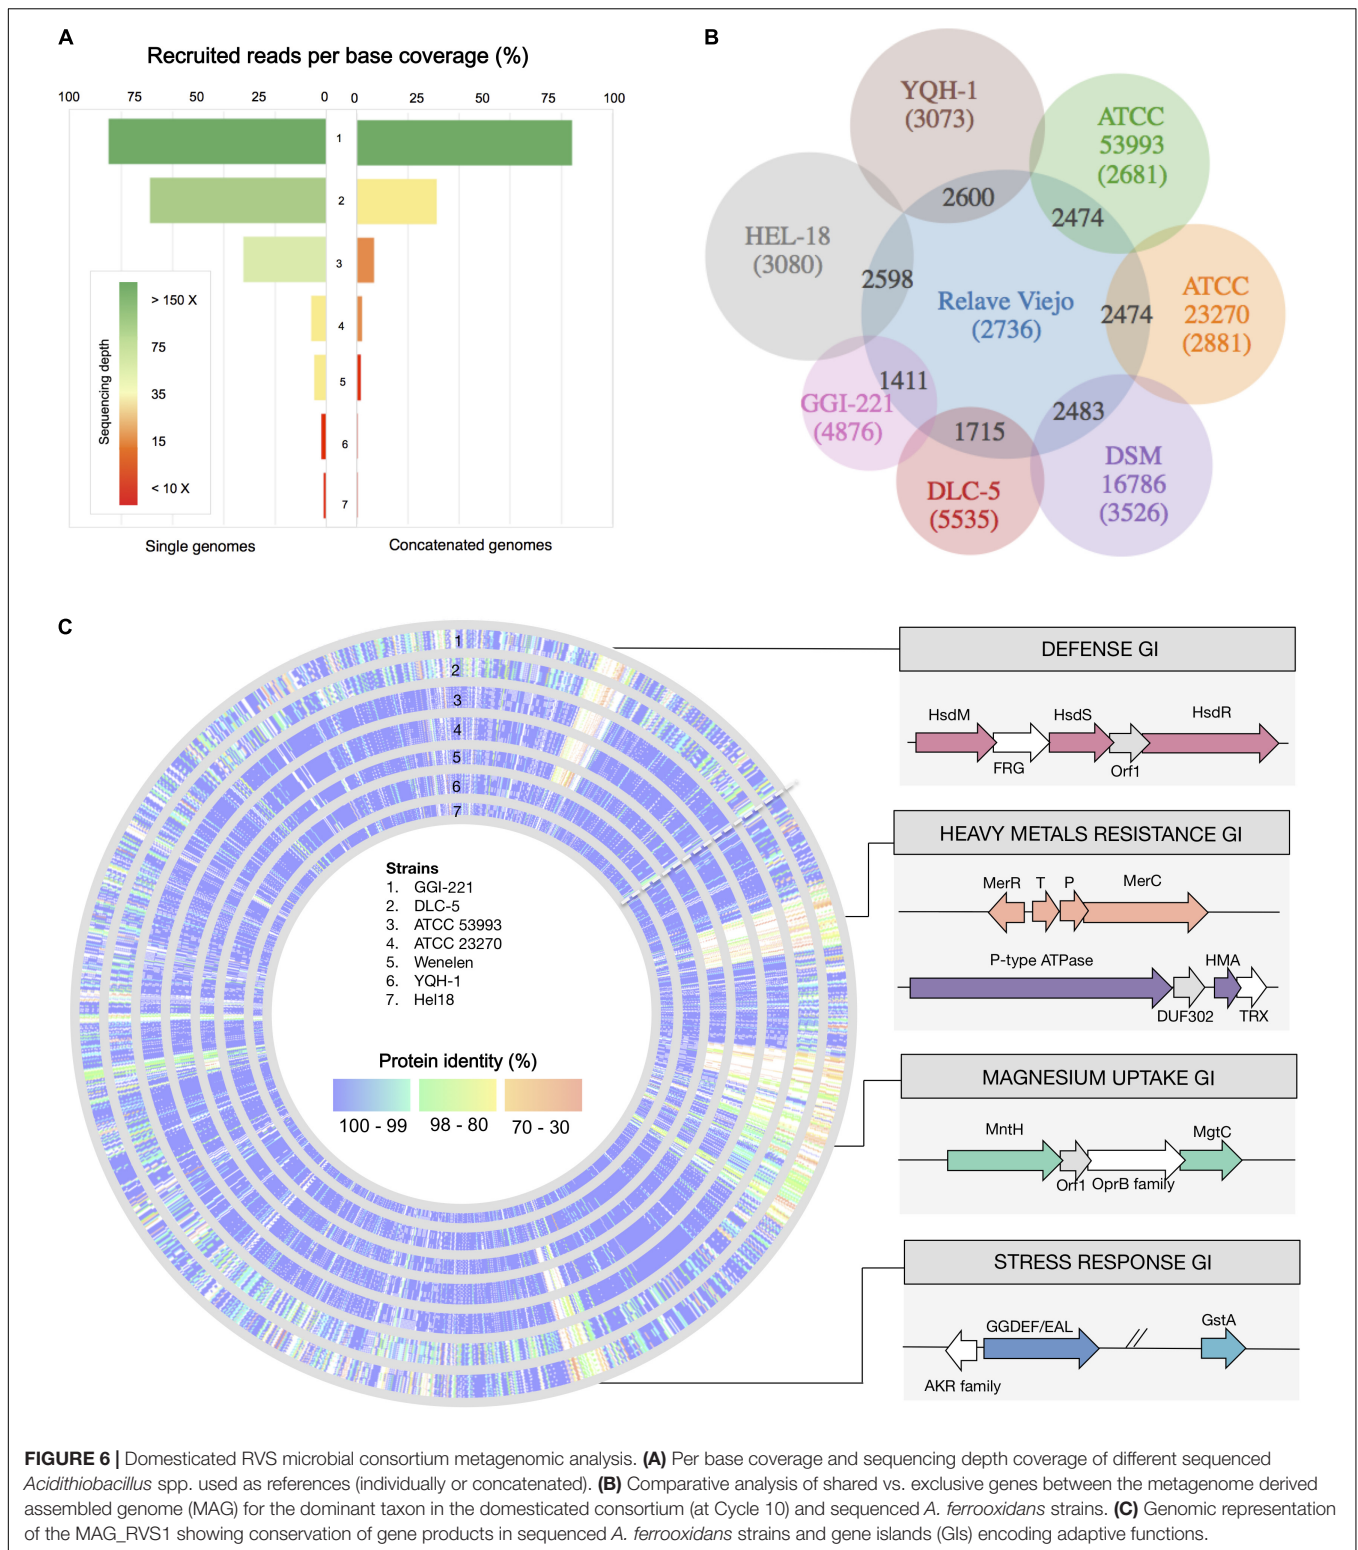 A
Recruited reads per base coverage (%)
100 75 50 25 0 0 25 50 75 100
1
2
3
4
5
6
7
Sequencing depth
> 150 X
75
35
15
< 10 X
Single genomes
Concatenated genomes
B
YQH-1
(3073)
ATCC
53993
(2681)
HEL-18
(3080)
2600
2474
2598
Relave Viejo
(2736)
2474
ATCC
23270
(2881)
1411
GGI-221
(4876)
1715
2483
DLC-5
(5535)
DSM
16786
(3526)
C
1
2
3
4
5
6
7
Strains
1. GGI-221
2. DLC-5
3. ATCC 53993
4. ATCC 23270
5. Wenelen
6. YQH-1
7. Hel18
Protein identity (%)
100 - 99 98 - 80 70 - 30
DEFENSE GI
HsdM HsdS HsdR
FRG Orf1
HEAVY METALS RESISTANCE GI
MerR T P MerC
P-type ATPase HMA
DUF302 TRX
MAGNESIUM UPTAKE GI
MntH MgtC
Orf1 OprB family
STRESS RESPONSE GI
GGDEF/EAL GstA
AKR family
FIGURE 6 | Domesticated RVS microbial consortium metagenomic analysis. (A) Per base coverage and sequencing depth coverage of different sequenced
Acidithiobacillus spp. used as references (individually or concatenated). (B) Comparative analysis of shared vs. exclusive genes between the metagenome derived
assembled genome (MAG) for the dominant taxon in the domesticated consortium (at Cycle 10) and sequenced A. ferrooxidans strains. (C) Genomic representation
of the MAG_RVS1 showing conservation of gene products in sequenced A. ferrooxidans strains and gene islands (GIs) encoding adaptive functions.